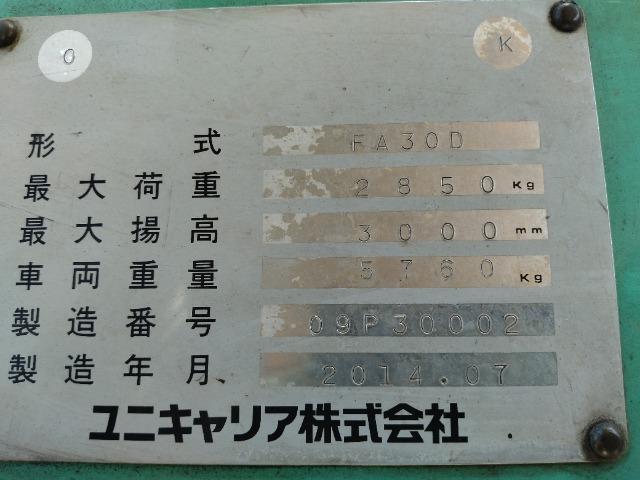 0 K
形式 FA30D
最大荷重 2850 Kg
最大揚高 3000 mm
車両重量 5760 Kg
製造番号 09P30002
製造年月 2014.07
ユニキャリア株式会社